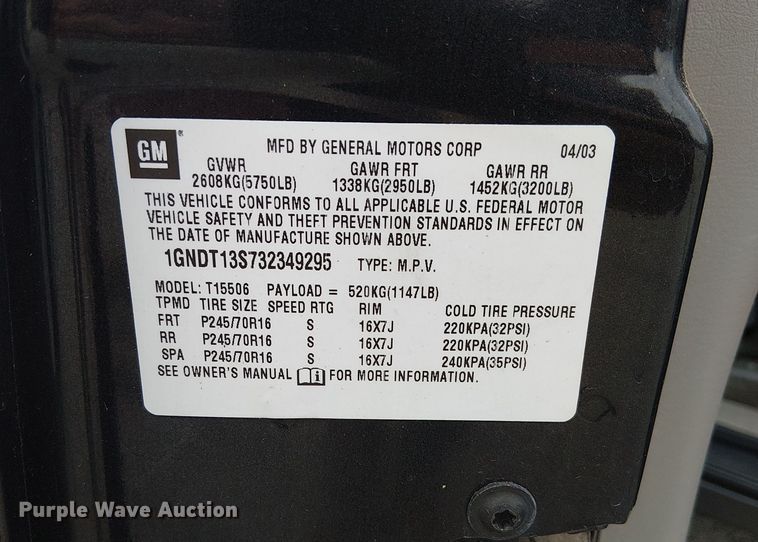 GM ® MFD BY GENERAL MOTORS CORP 04/03
GVWR GAWR FRT GAWR RR
2608KG(5750LB) 1338KG(2950LB) 1452KG(3200LB)
THIS VEHICLE CONFORMS TO ALL APPLICABLE U.S. FEDERAL MOTOR
VEHICLE SAFETY AND THEFT PREVENTION STANDARDS IN EFFECT ON
THE DATE OF MANUFACTURE SHOWN ABOVE.
1GNDT13S732349295 TYPE: M.P.V.
MODEL: T15506 PAYLOAD = 520KG(1147LB)
TPMD TIRE SIZE SPEED RTG RIM COLD TIRE PRESSURE
FRT P245/70R16 S 16X7J 220KPA(32PSI)
RR P245/70R16 S 16X7J 220KPA(32PSI)
SPA P245/70R16 S 16X7J 240KPA(35PSI)
SEE OWNER'S MANUAL FOR MORE INFORMATION.
Purple Wave Auction